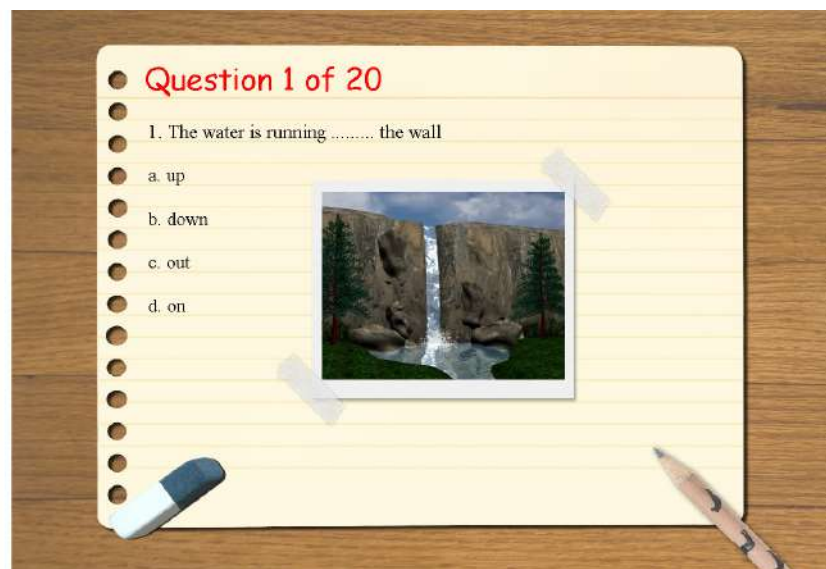 Question 1 of 20
1. The water is running ......... the wall
a. up
b. down
c. out
d. on